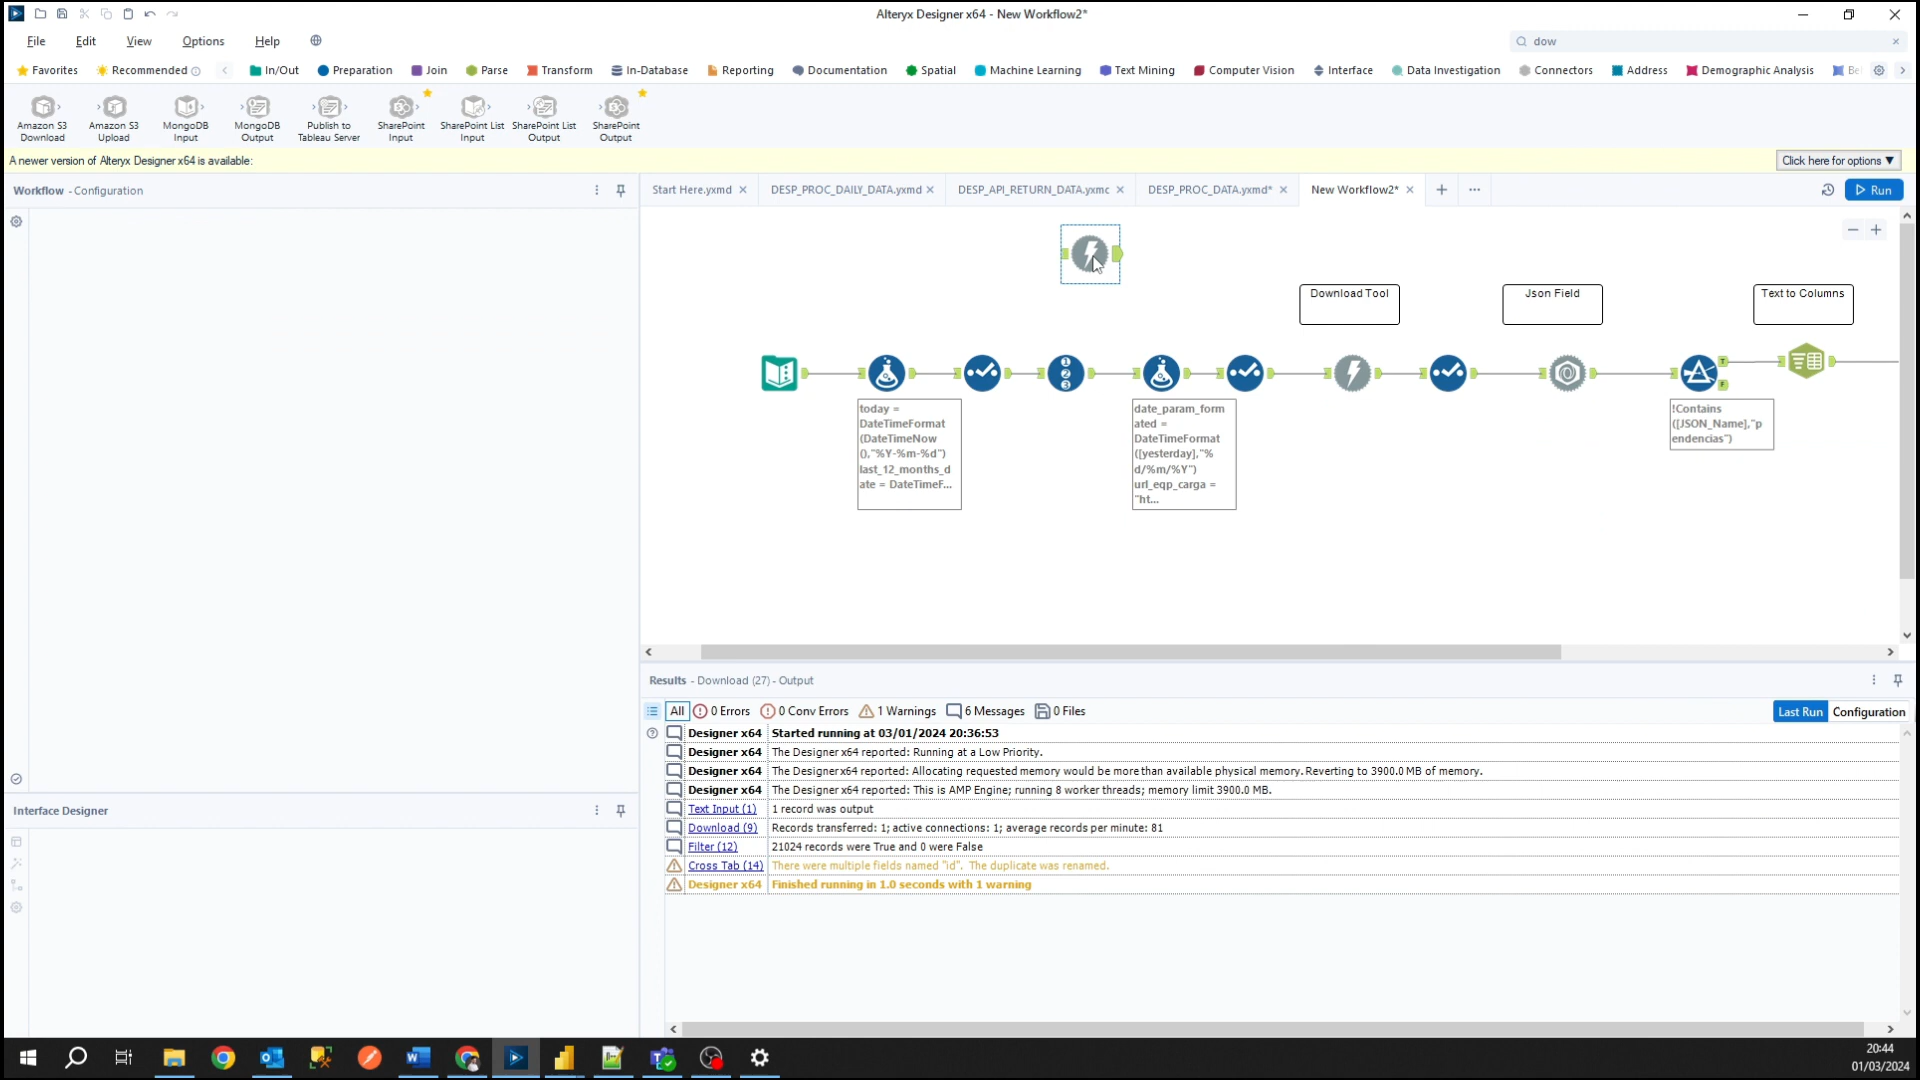 Alteryx Designer x64 - New Workflow2*
File Edit View Options Help
dow
Favorites Recommended In/Out Preparation Join Parse Transform In-Database Reporting Documentation Spatial Machine Learning Text Mining Computer Vision Interface Data Investigation Connectors Address Demographic Analysis Be
Amazon S3 Download
Amazon S3 Upload
MongoDB Input
MongoDB Output
Publish to Tableau Server
SharePoint Input
SharePoint List Input
SharePoint List Output
SharePoint Output
A newer version of Alteryx Designer x64 is available:
Click here for options ▼
Workflow - Configuration
Start Here.yxmd DESP_PROC_DAILY_DATA.yxmd DESP_API_RETURN_DATA.yxmc DESP_PROC_DATA.yxmd* New Workflow2*
Run
Download Tool
Json Field
Text to Columns
today =
DateTimeFormat
(DateTimeNow
(),"%Y-%m-%d")
last_12_months_d
ate = DateTimeF...
date_param_form
ated =
DateTimeFormat
([yesterday],"%
d/%m/%Y")
url_eqp_carga =
"ht...
!Contains
([JSON_Name],"p
endencias")
T
F
Results - Download (27) - Output
All 0 Errors 0 Conv Errors 1 Warnings 6 Messages 0 Files
Last Run Configuration
Designer x64 Started running at 03/01/2024 20:36:53
Designer x64 The Designer x64 reported: Running at a Low Priority.
Designer x64 The Designer x64 reported: Allocating requested memory would be more than available physical memory. Reverting to 3900.0 MB of memory.
Designer x64 The Designer x64 reported: This is AMP Engine; running 8 worker threads; memory limit 3900.0 MB.
Text Input (1) 1 record was output
Download (9) Records transferred: 1; active connections: 1; average records per minute: 81
Filter (12) 21024 records were True and 0 were False
Cross Tab (14) There were multiple fields named "id". The duplicate was renamed.
Designer x64 Finished running in 1.0 seconds with 1 warning
Interface Designer
20:44
01/03/2024